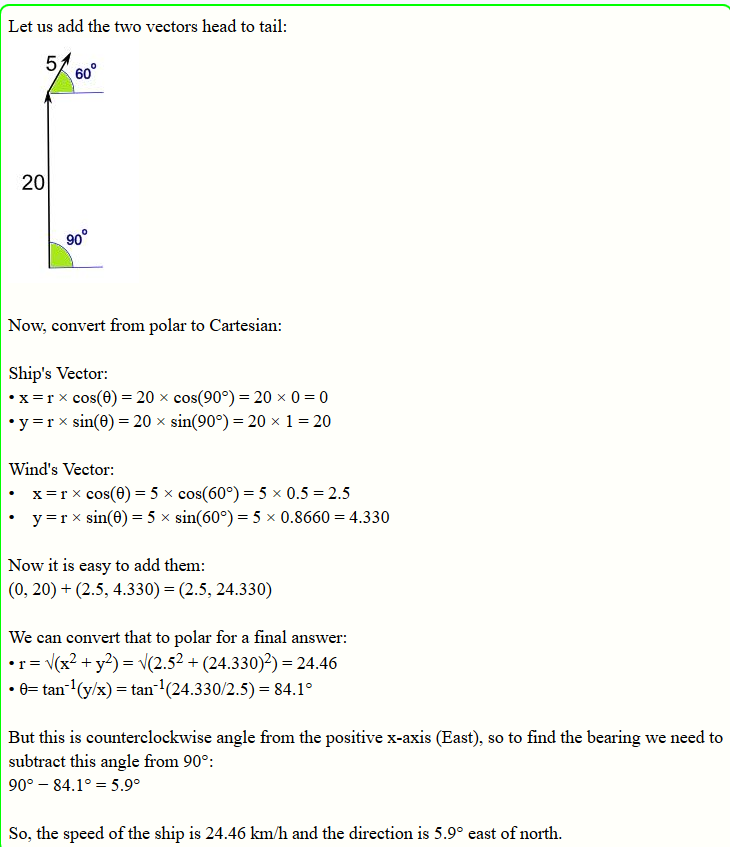 Let us add the two vectors head to tail:
5
60°
20
90°
Now, convert from polar to Cartesian:
Ship's Vector:
• x = r × cos(θ) = 20 × cos(90°) = 20 × 0 = 0
• y = r × sin(θ) = 20 × sin(90°) = 20 × 1 = 20
Wind's Vector:
• x = r × cos(θ) = 5 × cos(60°) = 5 × 0.5 = 2.5
• y = r × sin(θ) = 5 × sin(60°) = 5 × 0.8660 = 4.330
Now it is easy to add them:
(0, 20) + (2.5, 4.330) = (2.5, 24.330)
We can convert that to polar for a final answer:
• r = √(x² + y²) = √(2.5² + (24.330)²) = 24.46
• θ= tan⁻¹(y/x) = tan⁻¹(24.330/2.5) = 84.1°
But this is counterclockwise angle from the positive x-axis (East), so to find the bearing we need to
subtract this angle from 90°:
90° − 84.1° = 5.9°
So, the speed of the ship is 24.46 km/h and the direction is 5.9° east of north.